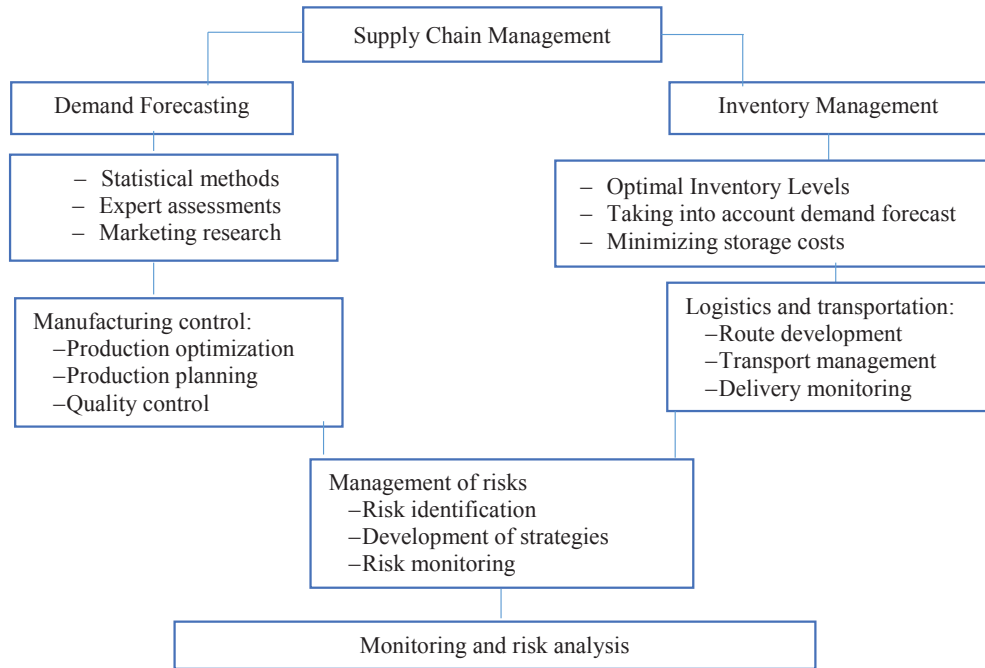 Supply Chain Management
Demand Forecasting
Inventory Management
– Statistical methods
– Expert assessments
– Marketing research
– Optimal Inventory Levels
– Taking into account demand forecast
– Minimizing storage costs
Manufacturing control:
–Production optimization
–Production planning
–Quality control
Logistics and transportation:
–Route development
–Transport management
–Delivery monitoring
Management of risks
–Risk identification
–Development of strategies
–Risk monitoring
Monitoring and risk analysis